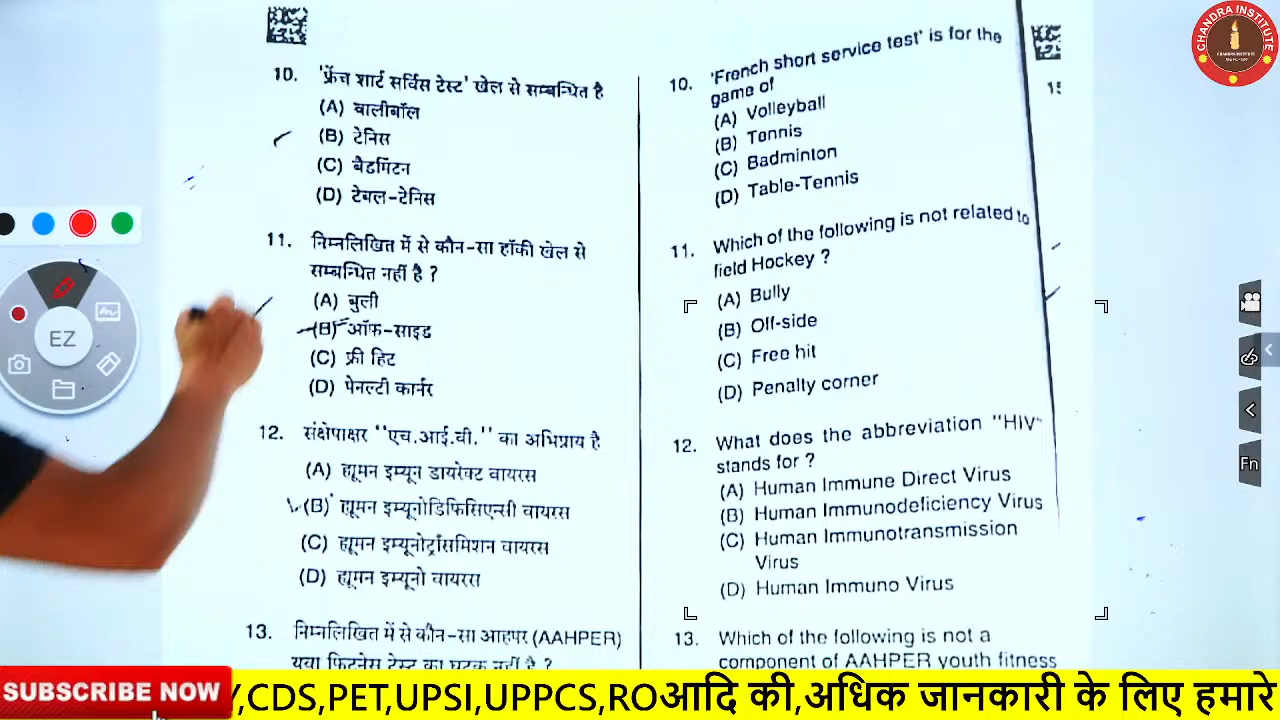 10. 'फ्रेंच शार्ट सर्विस टेस्ट' खेल से सम्बन्धित है
(A) वालीबॉल
(B) टेनिस
(C) बैडमिंटन
(D) टेबल-टेनिस
11. निम्नलिखित में से कौन-सा हॉकी खेल से
सम्बन्धित नहीं है ?
(A) बुली
(B) ऑफ-साइड
(C) फ्री हिट
(D) पेनल्टी कार्नर
12. संक्षेपाक्षर ''एच.आई.वी.'' का अभिप्राय है
(A) ह्यूमन इम्यून डायरेक्ट वायरस
(B) ह्यूमन इम्यूनोडिफिसिएन्सी वायरस
(C) ह्यूमन इम्यूनोट्रॉंसमिशन वायरस
(D) ह्यूमन इम्यूनो वायरस
13. निम्नलिखित में से कौन-सा आहपर (AAHPER)
युवा फिटनेस टेस्ट का घटक नहीं है ?
10. 'French short service test' is for the
game of
(A) Volleyball
(B) Tennis
(C) Badminton
(D) Table-Tennis
11. Which of the following is not related to
field Hockey ?
(A) Bully
(B) Off-side
(C) Free hit
(D) Penalty corner
12. What does the abbreviation "HIV"
stands for ?
(A) Human Immune Direct Virus
(B) Human Immunodeficiency Virus
(C) Human Immunotransmission
Virus
(D) Human Immuno Virus
13. Which of the following is not a
component of AAHPER youth fitness
CHANDRA INSTITUTE
EZ
Fn
SUBSCRIBE NOW
,CDS,PET,UPSI,UPPCS,ROआदि की,अधिक जानकारी के लिए हमारे